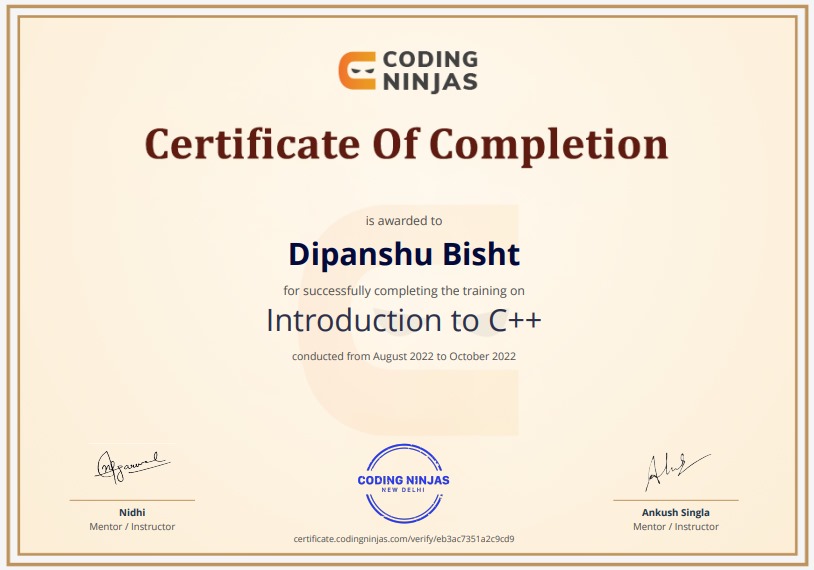 CODING
NINJAS
Certificate Of Completion
is awarded to
Dipanshu Bisht
for successfully completing the training on
Introduction to C++
conducted from August 2022 to October 2022
CODING NINJAS
NEW DELHI
Nidhi
Mentor / Instructor
Ankush Singla
Mentor / Instructor
certificate.codingninjas.com/verify/eb3ac7351a2c9cd9